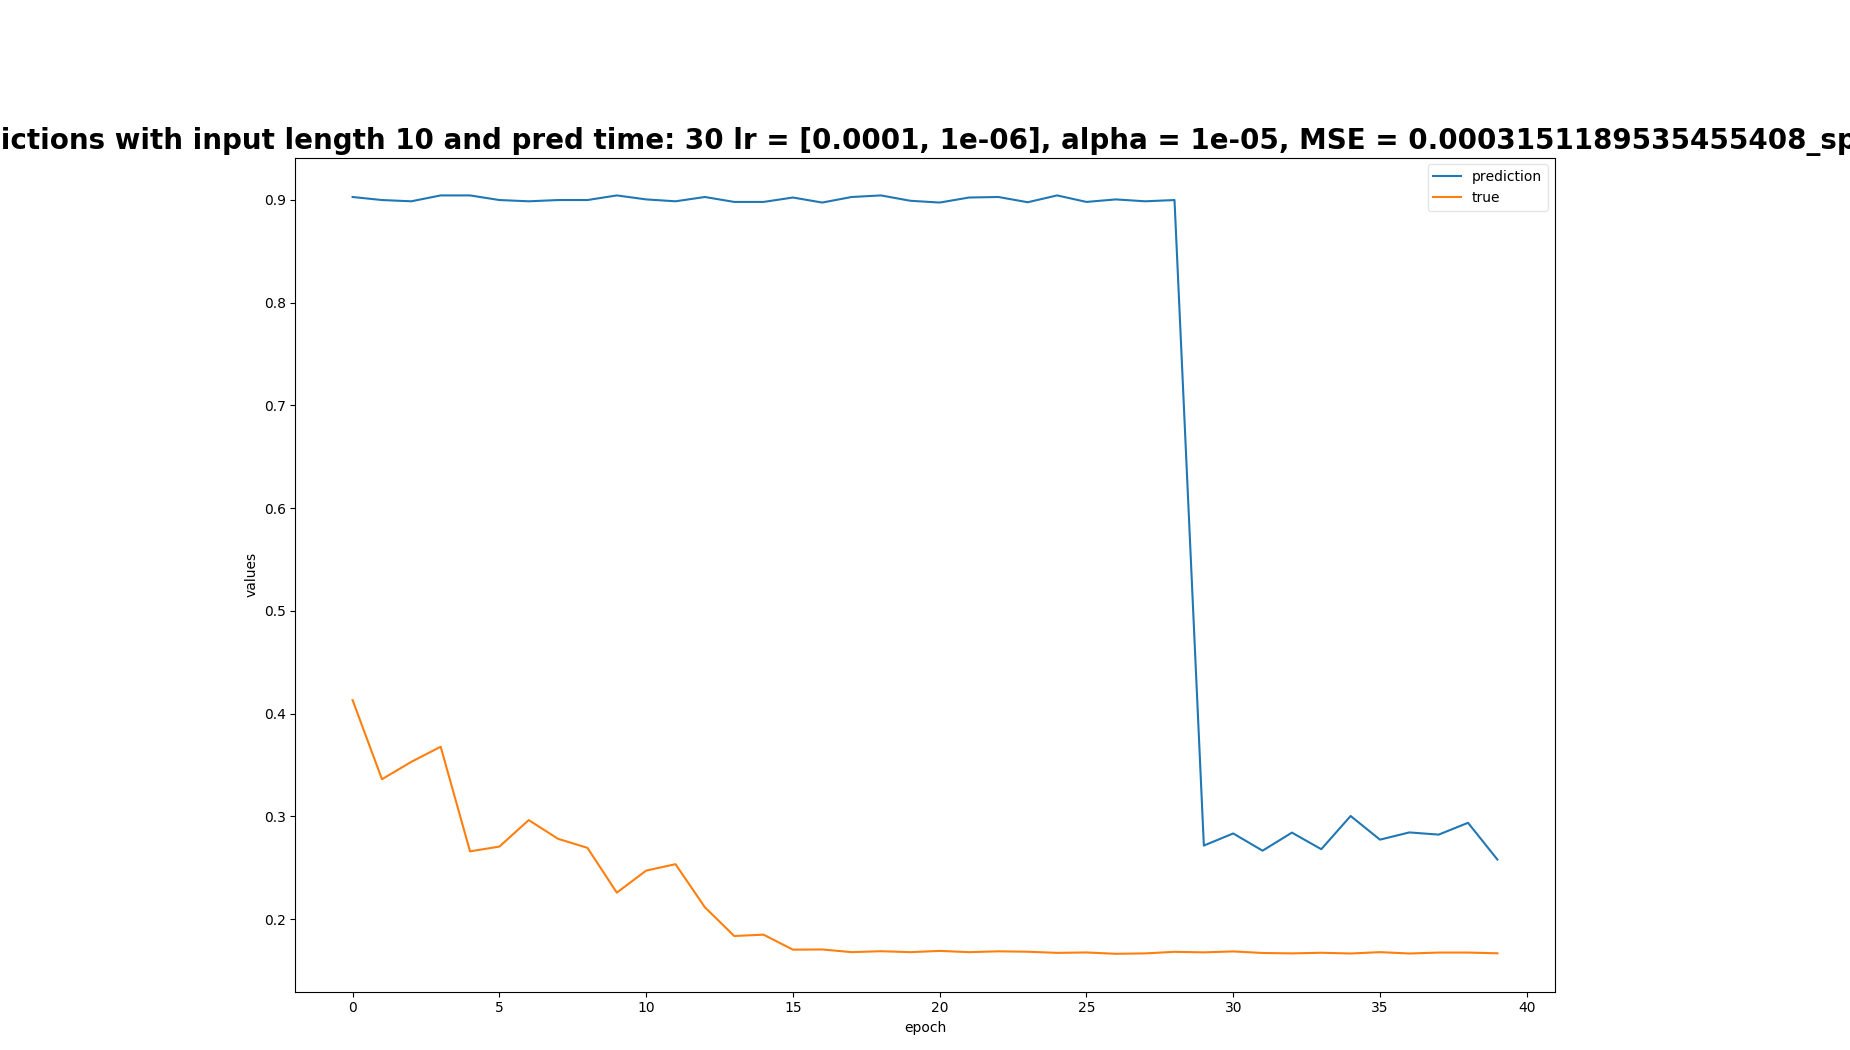 ictions with input length 10 and pred time: 30 lr = [0.0001, 1e-06], alpha = 1e-05, MSE = 0.0003151189535455408_sp
prediction
true
0.9
0.8
0.7
0.6
0.5
0.4
0.3
0.2
values
0 5 10 15 20 25 30 35 40
epoch